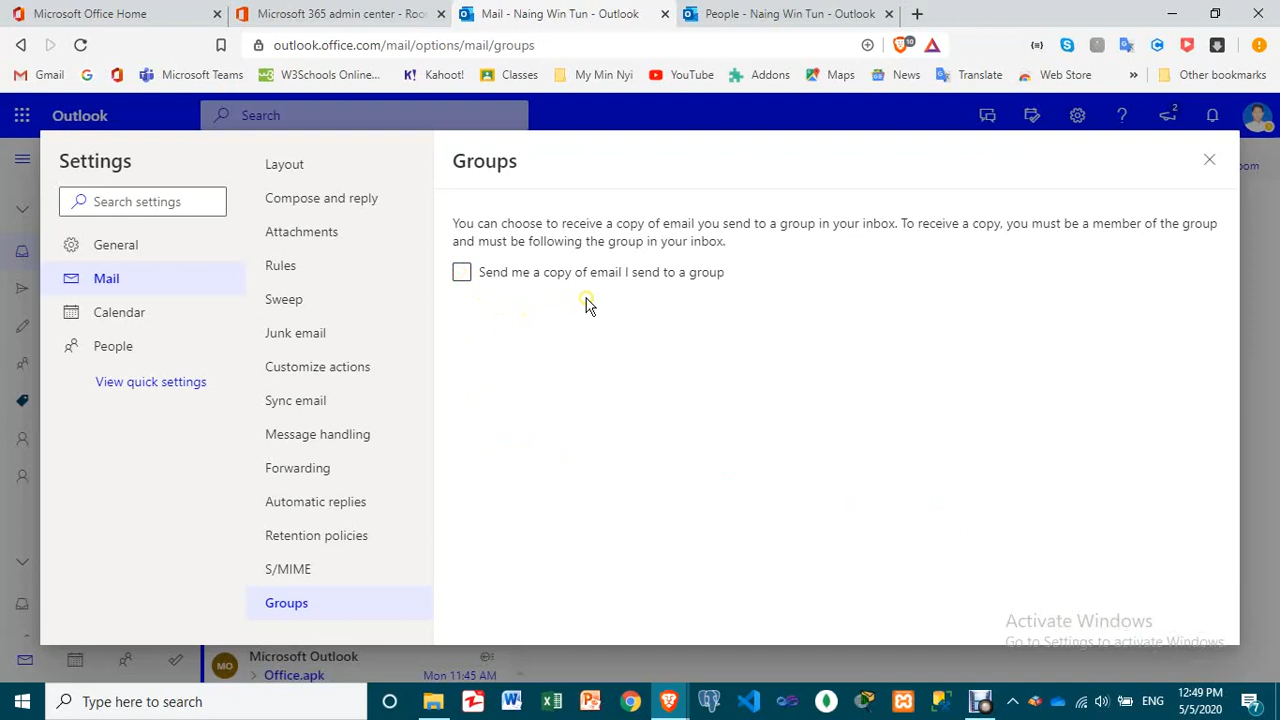 Microsoft Office Home
Microsoft 365 admin center - Roo
Mail - Naing Win Tun - Outlook
People - Naing Win Tun - Outlook
outlook.office.com/mail/options/mail/groups
10
Gmail
Microsoft Teams
W3Schools Online...
Kahoot!
Classes
My Min Nyi
YouTube
Addons
Maps
News
Translate
Web Store
»
Other bookmarks
Outlook
Search
2
Settings
Search settings
General
Mail
Calendar
People
View quick settings
Layout
Compose and reply
Attachments
Rules
Sweep
Junk email
Customize actions
Sync email
Message handling
Forwarding
Automatic replies
Retention policies
S/MIME
Groups
Groups
You can choose to receive a copy of email you send to a group in your inbox. To receive a copy, you must be a member of the group
and must be following the group in your inbox.
Send me a copy of email I send to a group
oom
Activate Windows
Go to Settings to activate Windows.
MO
Microsoft Outlook
> Office.apk
Mon 11:45 AM
Type here to search
ENG
12:49 PM
5/5/2020
7